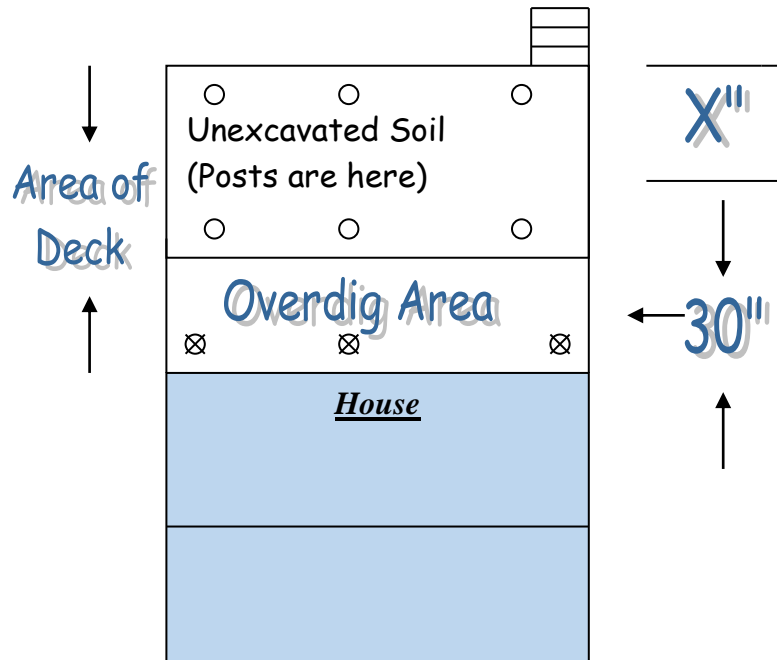 Unexcavated Soil
(Posts are here)
X"
Area of
Deck
Overdig Area
30"
House